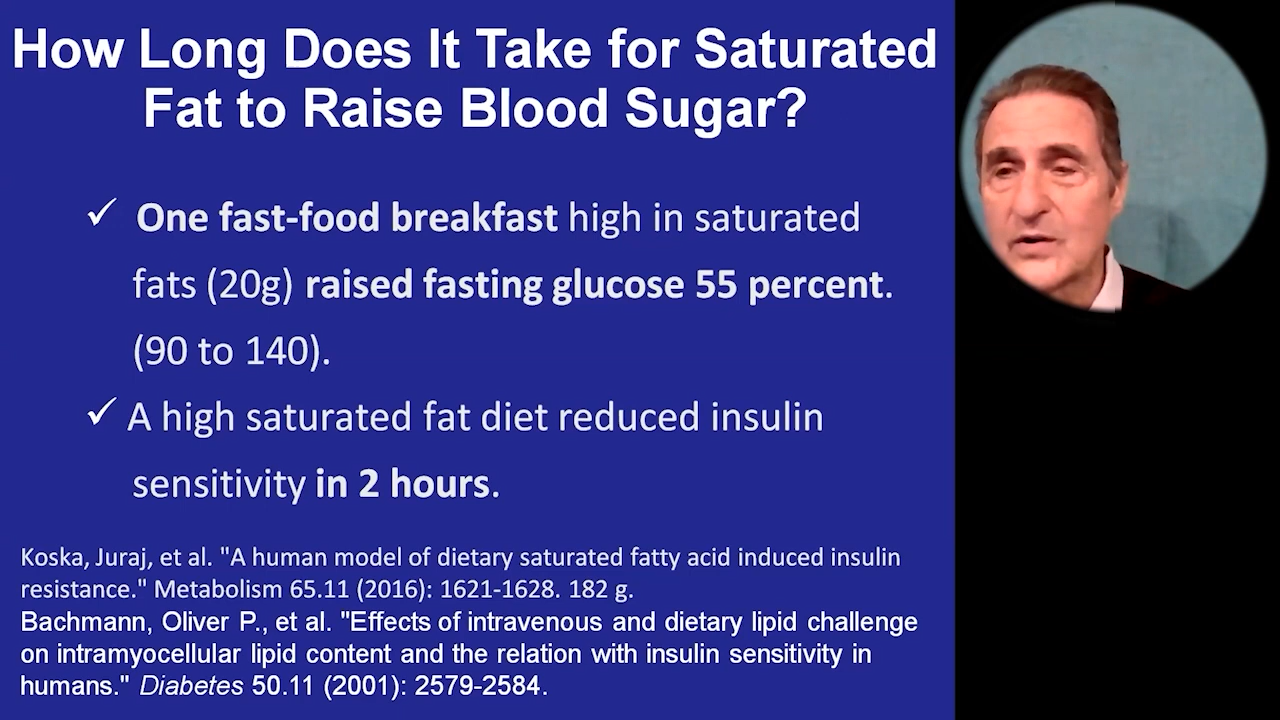 How Long Does It Take for Saturated
Fat to Raise Blood Sugar?
✓ One fast-food breakfast high in saturated
fats (20g) raised fasting glucose 55 percent.
(90 to 140).
✓ A high saturated fat diet reduced insulin
sensitivity in 2 hours.
Koska, Juraj, et al. "A human model of dietary saturated fatty acid induced insulin
resistance." Metabolism 65.11 (2016): 1621-1628. 182 g.
Bachmann, Oliver P., et al. "Effects of intravenous and dietary lipid challenge
on intramyocellular lipid content and the relation with insulin sensitivity in
humans." Diabetes 50.11 (2001): 2579-2584.